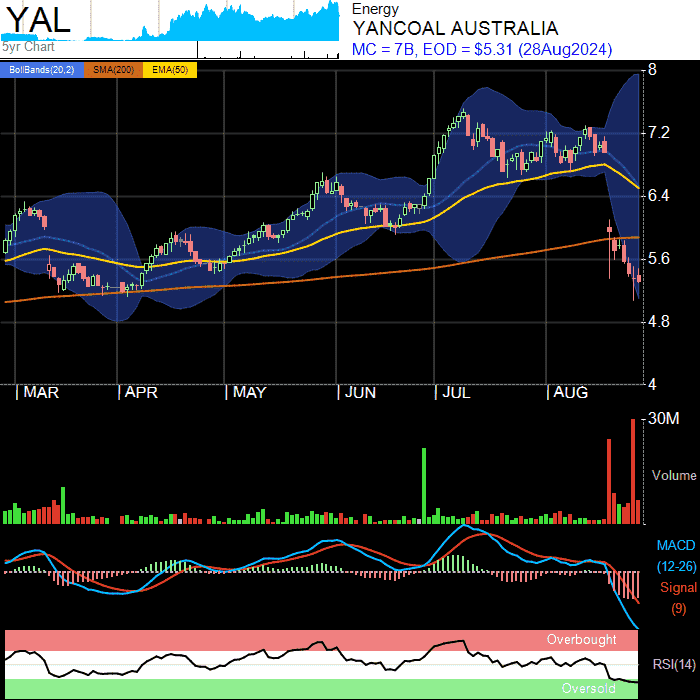 YAL
5yr Chart
Energy
YANCOAL AUSTRALIA
MC = 7B, EOD = $5.31 (28Aug2024)
BollBands(20,2) SMA(200) EMA(50)
8
7.2
6.4
5.6
4.8
4
MAR APR MAY JUN JUL AUG
30M
Volume
MACD
(12-26)
Signal
(9)
Overbought
RSI(14)
Oversold